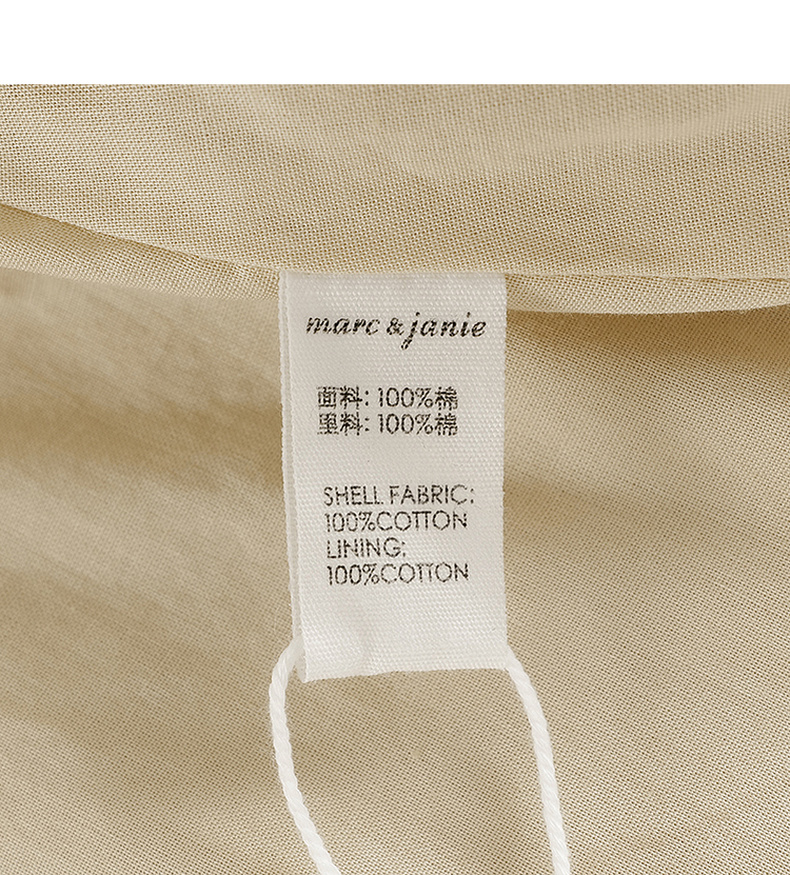 marc & janie
面料: 100%棉
里料: 100%棉
SHELL FABRIC:
100%COTTON
LINING:
100%COTTON